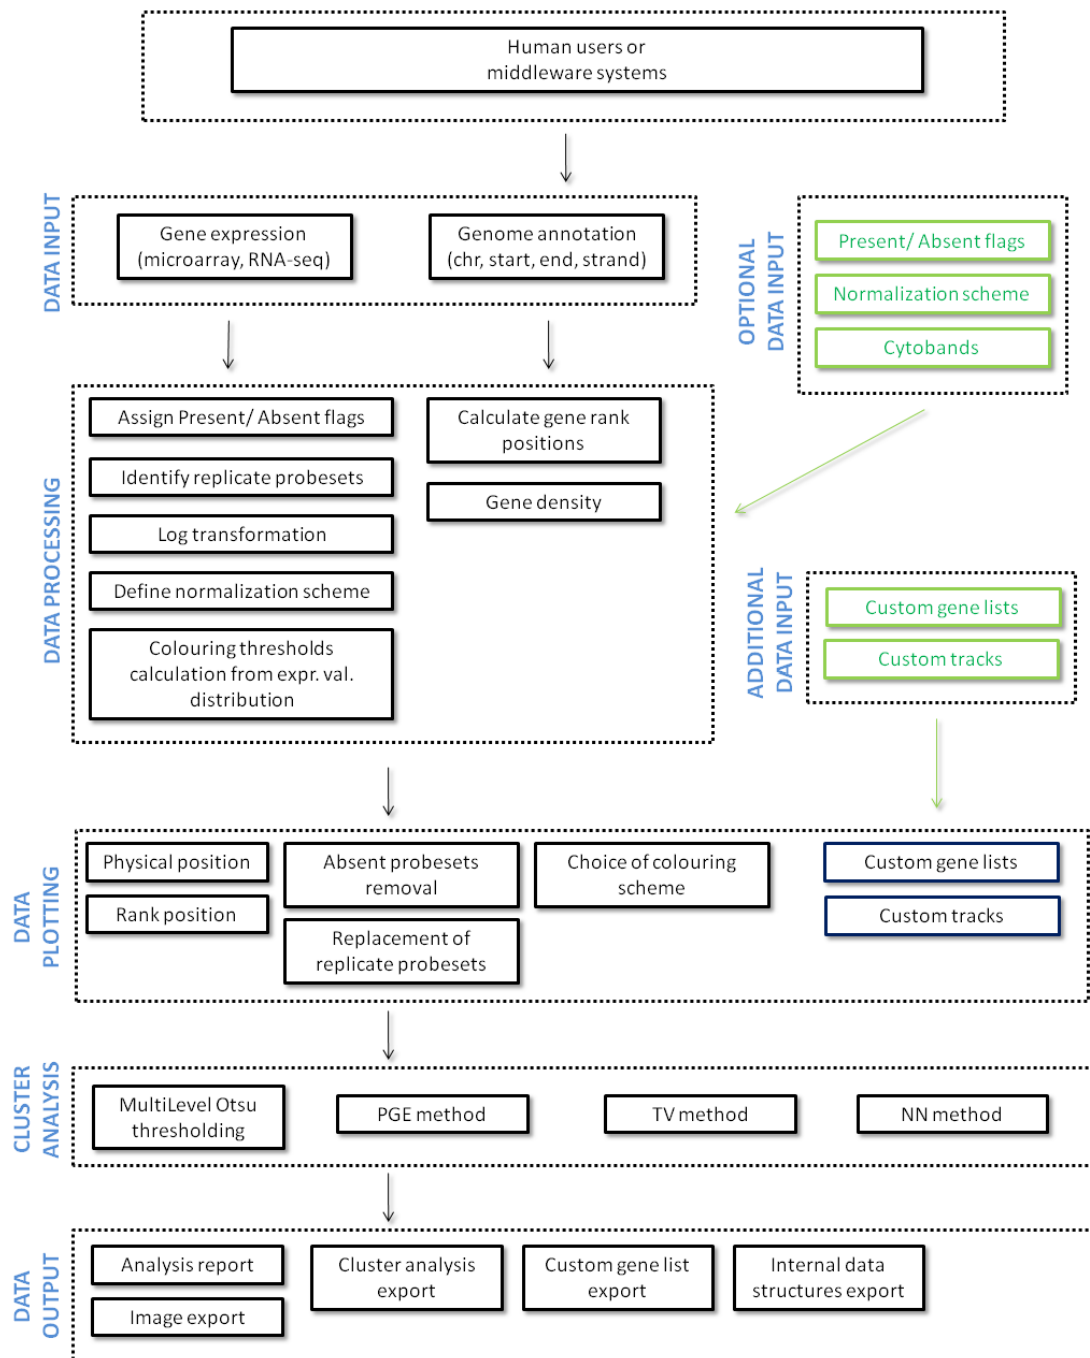 Human users or
middleware systems
DATA INPUT
Gene expression
(microarray, RNA-seq)
Genome annotation
(chr, start, end, strand)
OPTIONAL
DATA INPUT
Present/ Absent flags
Normalization scheme
Cytobands
DATA PROCESSING
Assign Present/ Absent flags
Identify replicate probesets
Log transformation
Define normalization scheme
Colouring thresholds
calculation from expr. val.
distribution
Calculate gene rank
positions
Gene density
ADDITIONAL
DATA INPUT
Custom gene lists
Custom tracks
DATA
PLOTTING
Physical position
Rank position
Absent probesets
removal
Replacement of
replicate probesets
Choice of colouring
scheme
Custom gene lists
Custom tracks
CLUSTER
ANALYSIS
MultiLevel Otsu
thresholding
PGE method
TV method
NN method
DATA
OUTPUT
Analysis report
Image export
Cluster analysis
export
Custom gene list
export
Internal data
structures export